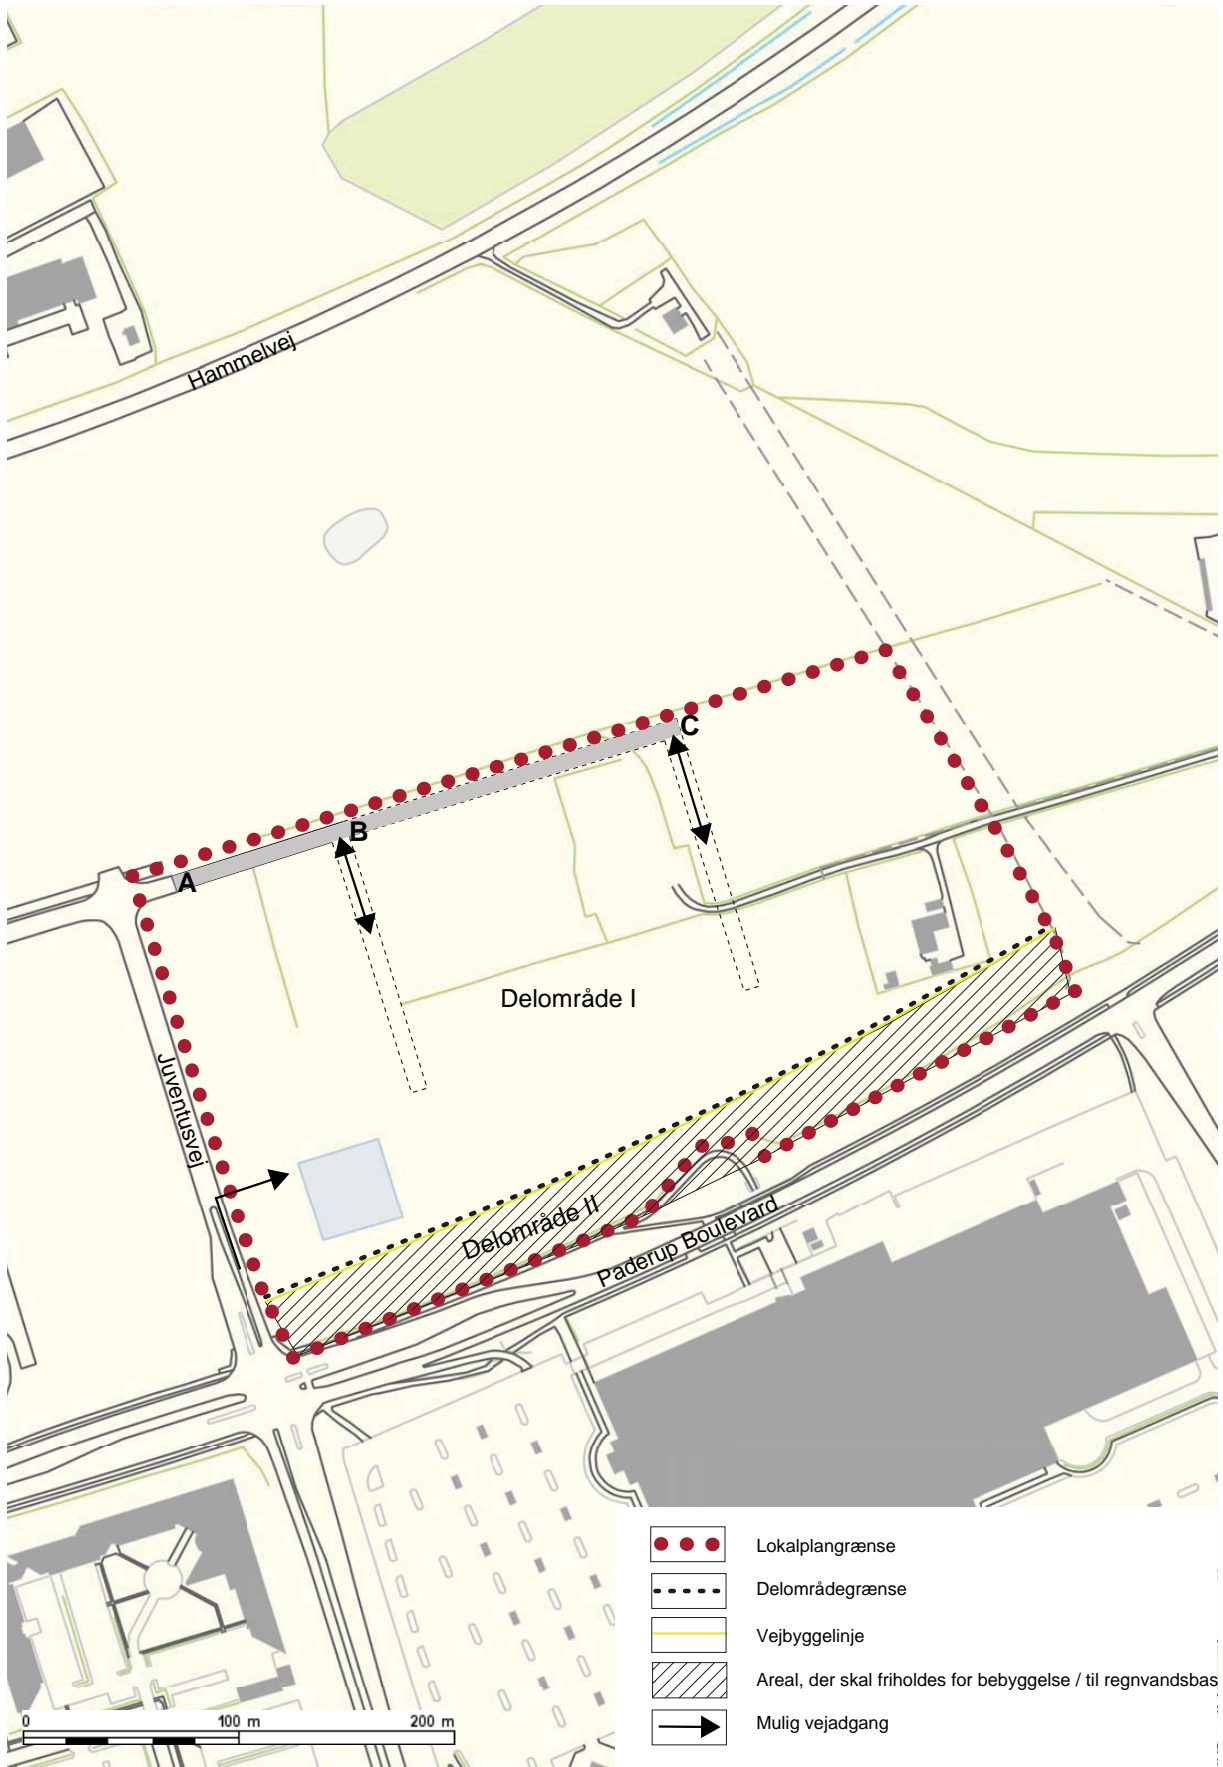 Hammelvej
C
B
A
Delområde I
Juventusvej
Delområde II
Paderup Boulevard
Lokalplangrænse
Delområdegrænse
Vejbyggelinje
Areal, der skal friholdes for bebyggelse / til regnvandsbas
Mulig vejadgang
0 100 m 200 m